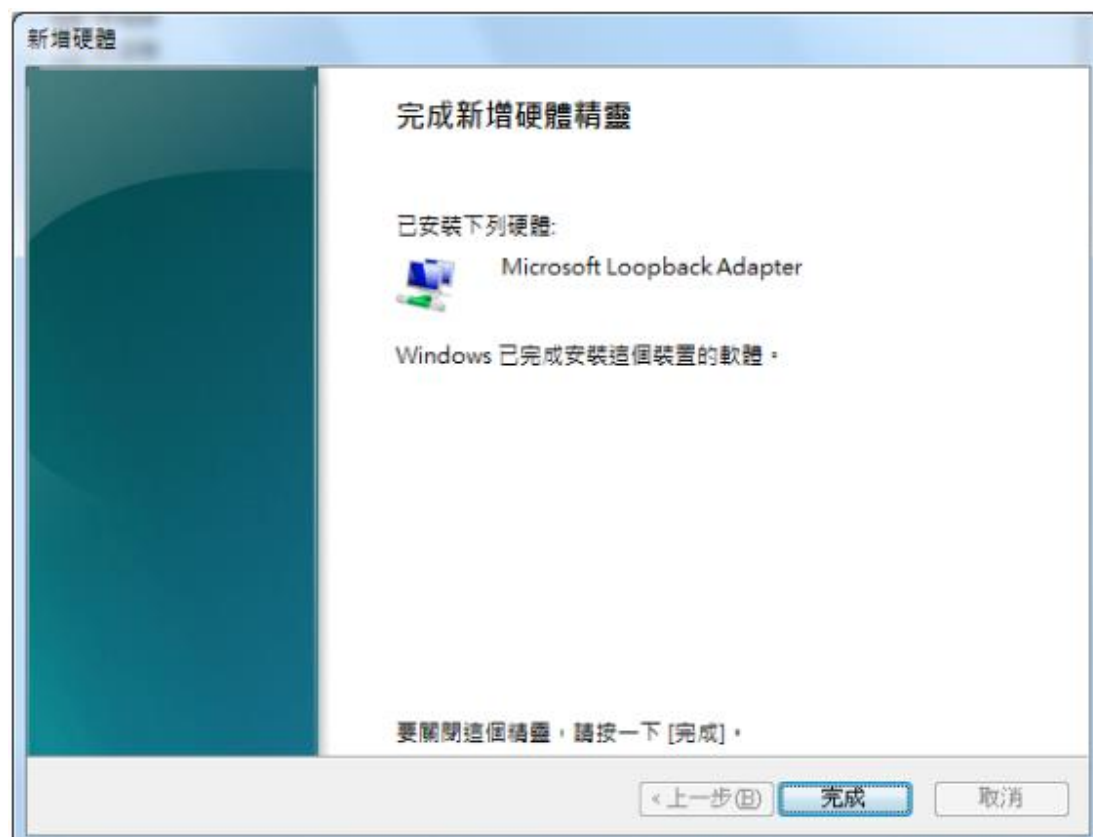 新增硬體
完成新增硬體精靈
已安裝下列硬體:
Microsoft Loopback Adapter
Windows 已完成安裝這個裝置的軟體。
要關閉這個精靈，請按一下 [完成]。
<上一步(B)
完成
取消